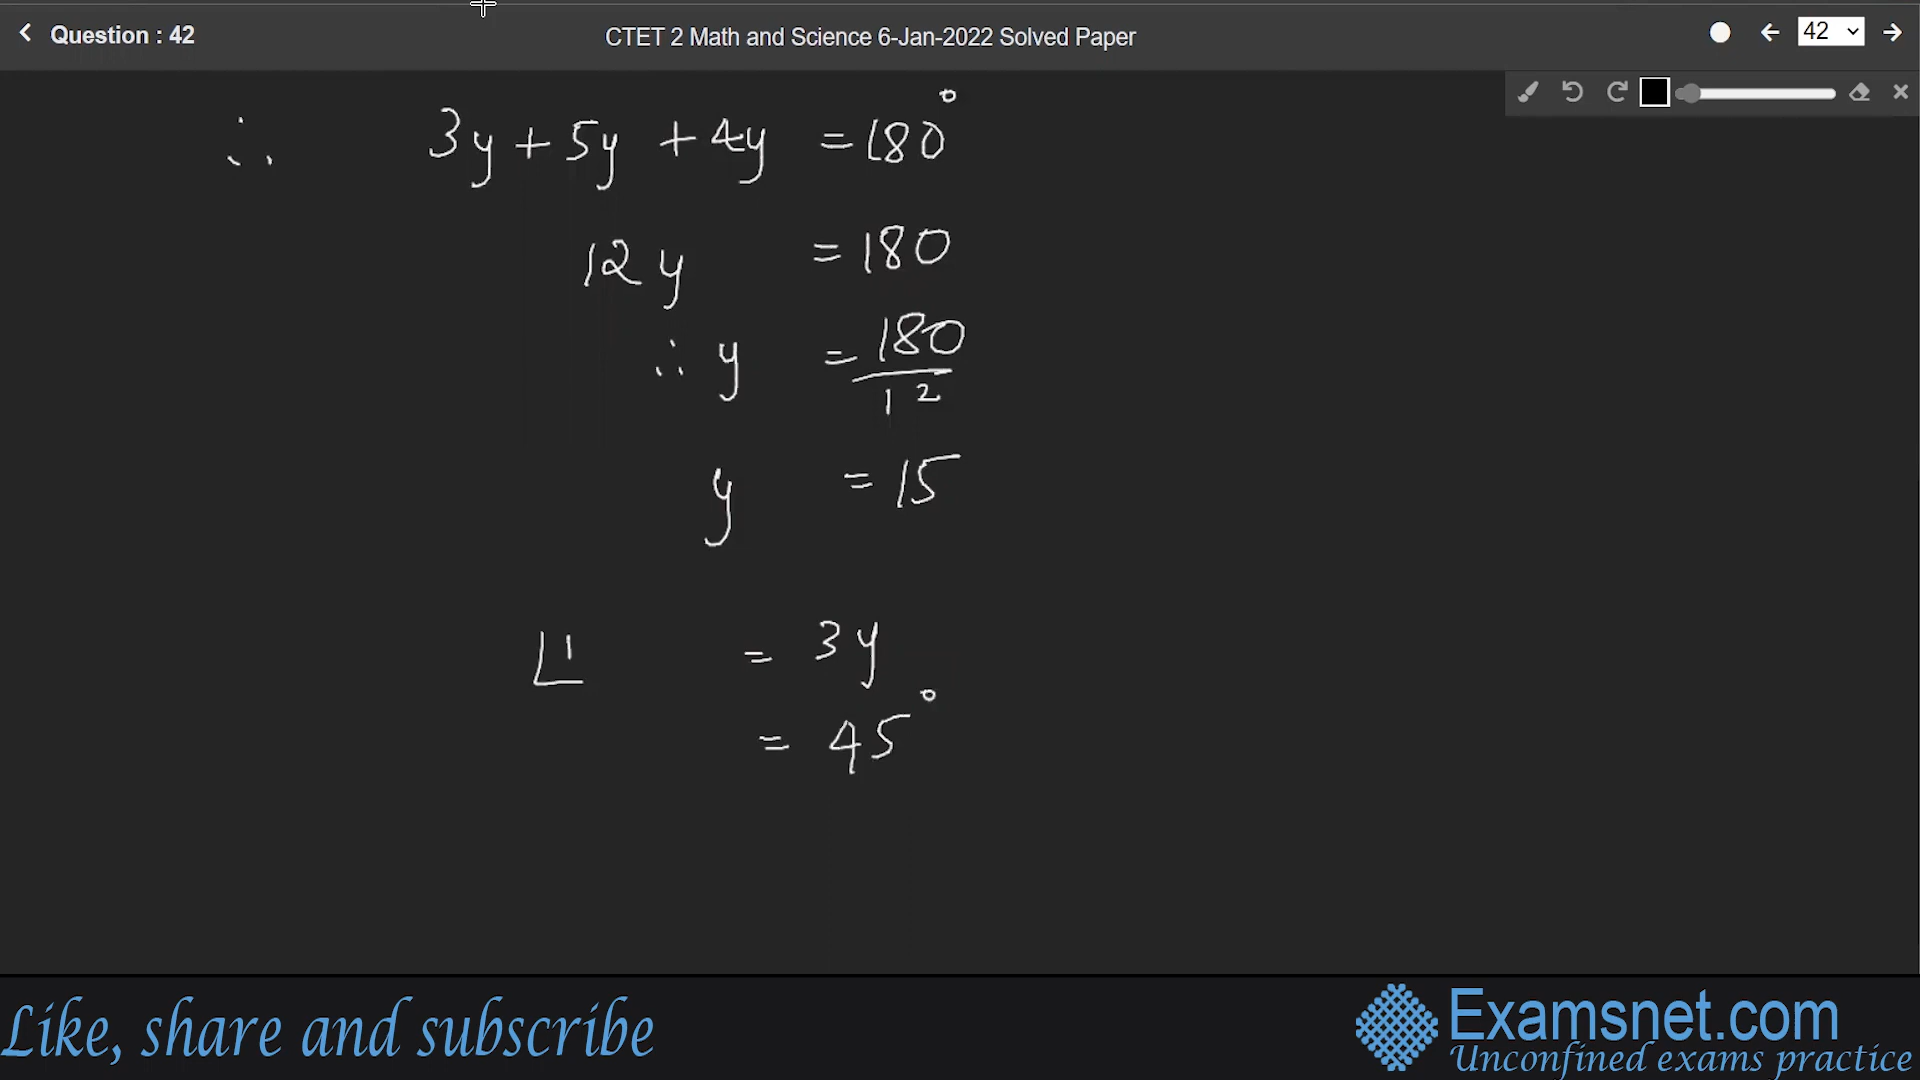 Question : 42
CTET 2 Math and Science 6-Jan-2022 Solved Paper
42
∴ 3y + 5y + 4y = 180°
12y = 180
∴ y = 180/12
y = 15
∠1 = 3y
= 45°
Like, share and subscribe
Examsnet.com
Unconfined exams practice